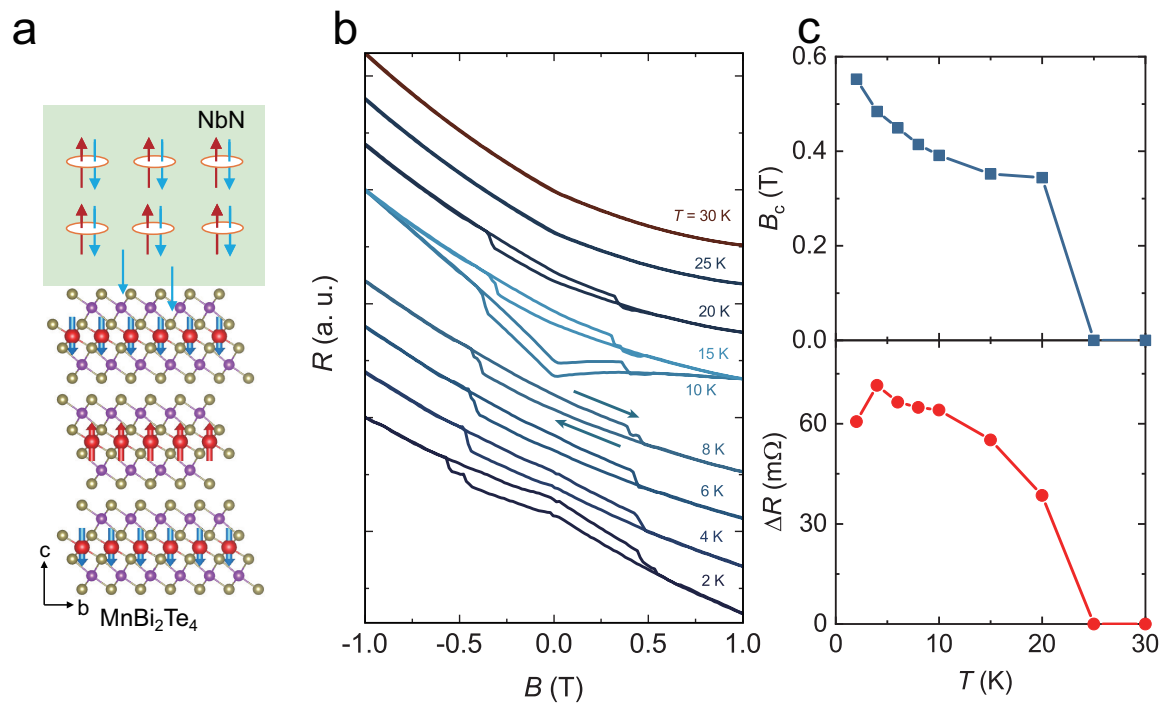 a
NbN
c
b
MnBi₂Te₄
b
R (a. u.)
T = 30 K
25 K
20 K
15 K
10 K
8 K
6 K
4 K
2 K
-1.0 -0.5 0.0 0.5 1.0
B (T)
c
0.6
0.4
0.2
0.0
B_c (T)
60
30
0
ΔR (mΩ)
0 10 20 30
T (K)